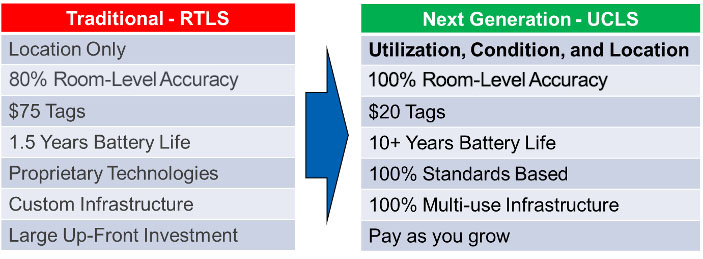 Traditional - RTLS
Location Only
80% Room-Level Accuracy
$75 Tags
1.5 Years Battery Life
Proprietary Technologies
Custom Infrastructure
Large Up-Front Investment
Next Generation - UCLS
Utilization, Condition, and Location
100% Room-Level Accuracy
$20 Tags
10+ Years Battery Life
100% Standards Based
100% Multi-use Infrastructure
Pay as you grow